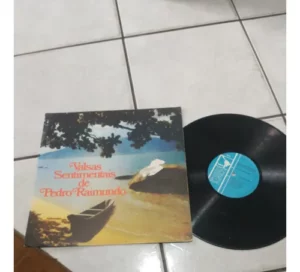 Valsas
Sentimentais
de
Pedro Raimundo